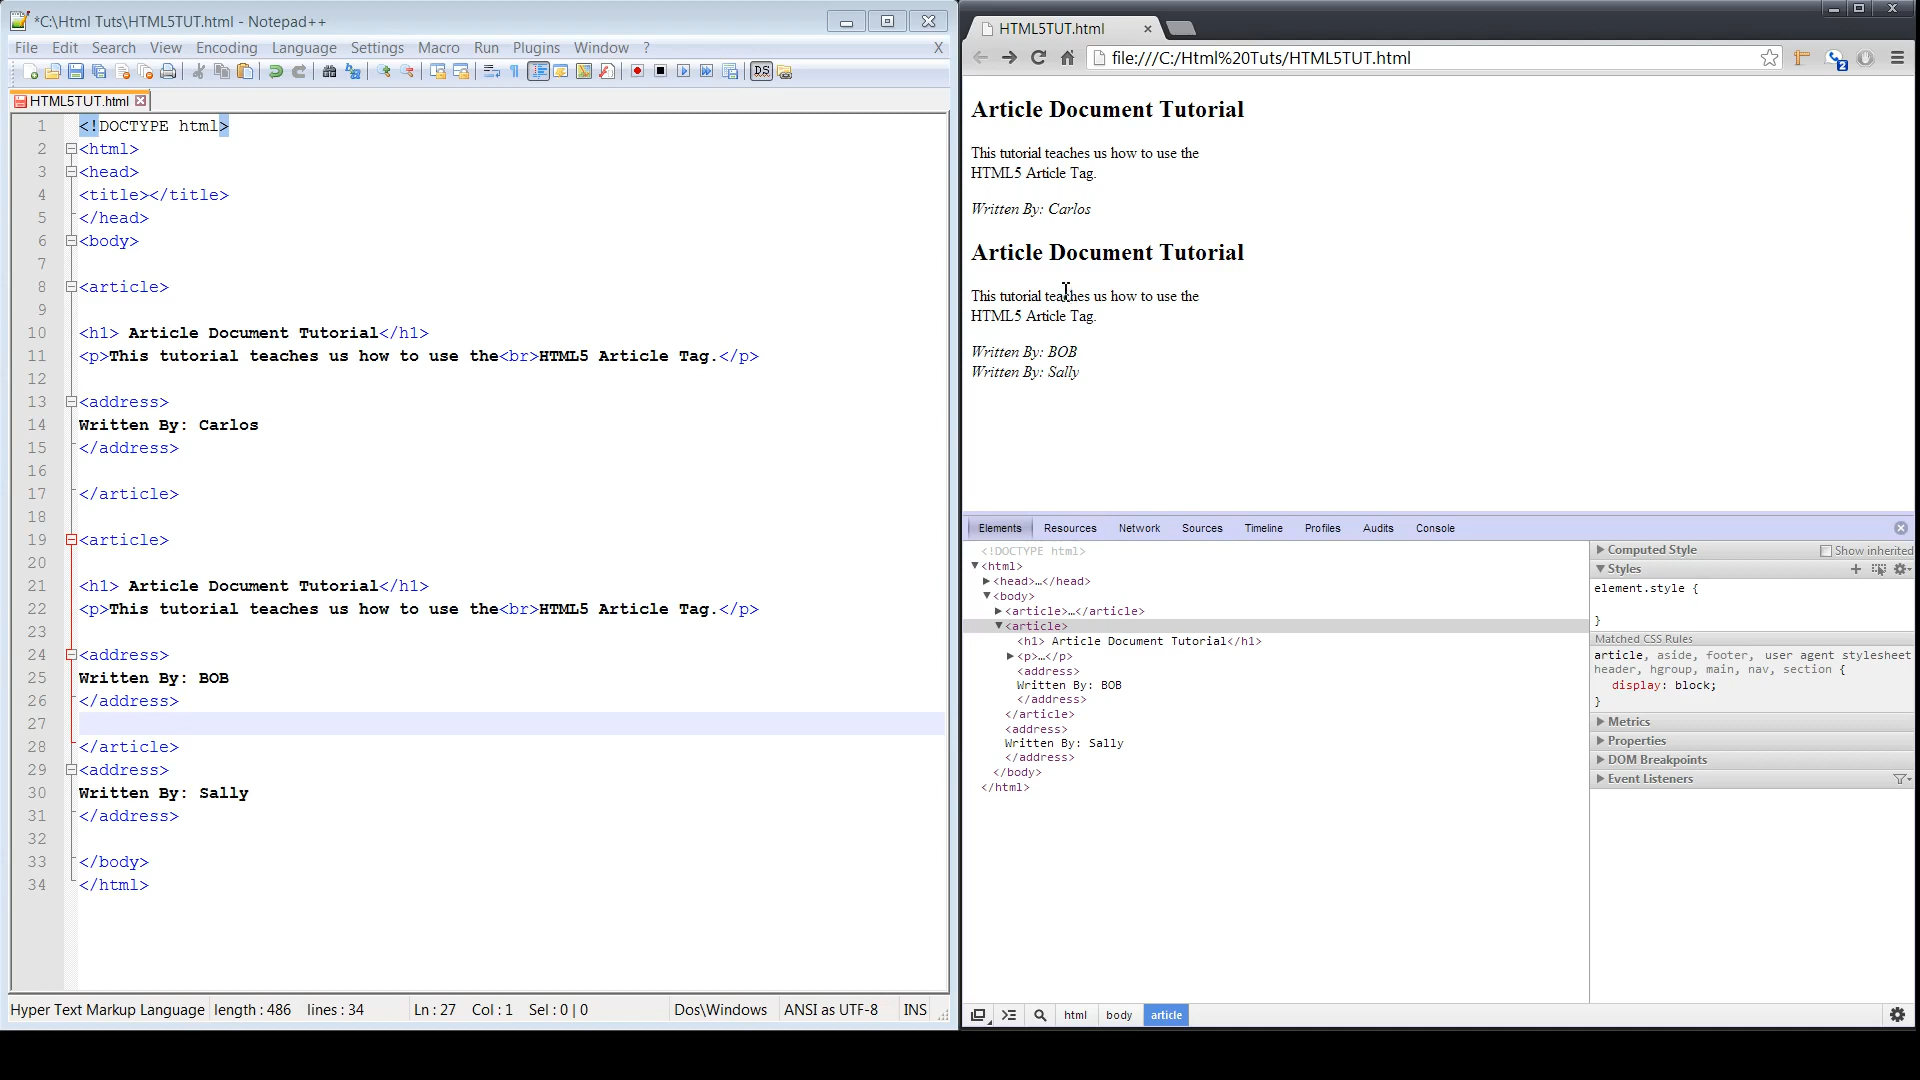 *C:\Html Tuts\HTML5TUT.html - Notepad++
File Edit Search View Encoding Language Settings Macro Run Plugins Window ? X
HTML5TUT.html
1 <!DOCTYPE html>
2 <html>
3 <head>
4 <title></title>
5 </head>
6 <body>
7
8 <article>
9
10 <h1> Article Document Tutorial</h1>
11 <p>This tutorial teaches us how to use the<br>HTML5 Article Tag.</p>
12
13 <address>
14 Written By: Carlos
15 </address>
16
17 </article>
18
19 <article>
20
21 <h1> Article Document Tutorial</h1>
22 <p>This tutorial teaches us how to use the<br>HTML5 Article Tag.</p>
23
24 <address>
25 Written By: BOB
26 </address>
27
28 </article>
29 <address>
30 Written By: Sally
31 </address>
32
33 </body>
34 </html>
Hyper Text Markup Language length : 486 lines : 34 Ln : 27 Col : 1 Sel : 0 | 0 Dos\Windows ANSI as UTF-8 INS
HTML5TUT.html
file:///C:/Html%20Tuts/HTML5TUT.html
2
Article Document Tutorial
This tutorial teaches us how to use the
HTML5 Article Tag.
Written By: Carlos
Article Document Tutorial
This tutorial teaches us how to use the
HTML5 Article Tag.
Written By: BOB
Written By: Sally
Elements Resources Network Sources Timeline Profiles Audits Console
<!DOCTYPE html>
<html>
<head>…</head>
<body>
<article>…</article>
<article>
<h1> Article Document Tutorial</h1>
<p>…</p>
<address>
Written By: BOB
</address>
</article>
<address>
Written By: Sally
</address>
</body>
</html>
Computed Style Show inherited
Styles
element.style {
}
Matched CSS Rules
article, aside, footer, user agent stylesheet
header, hgroup, main, nav, section {
display: block;
}
Metrics
Properties
DOM Breakpoints
Event Listeners
html body article